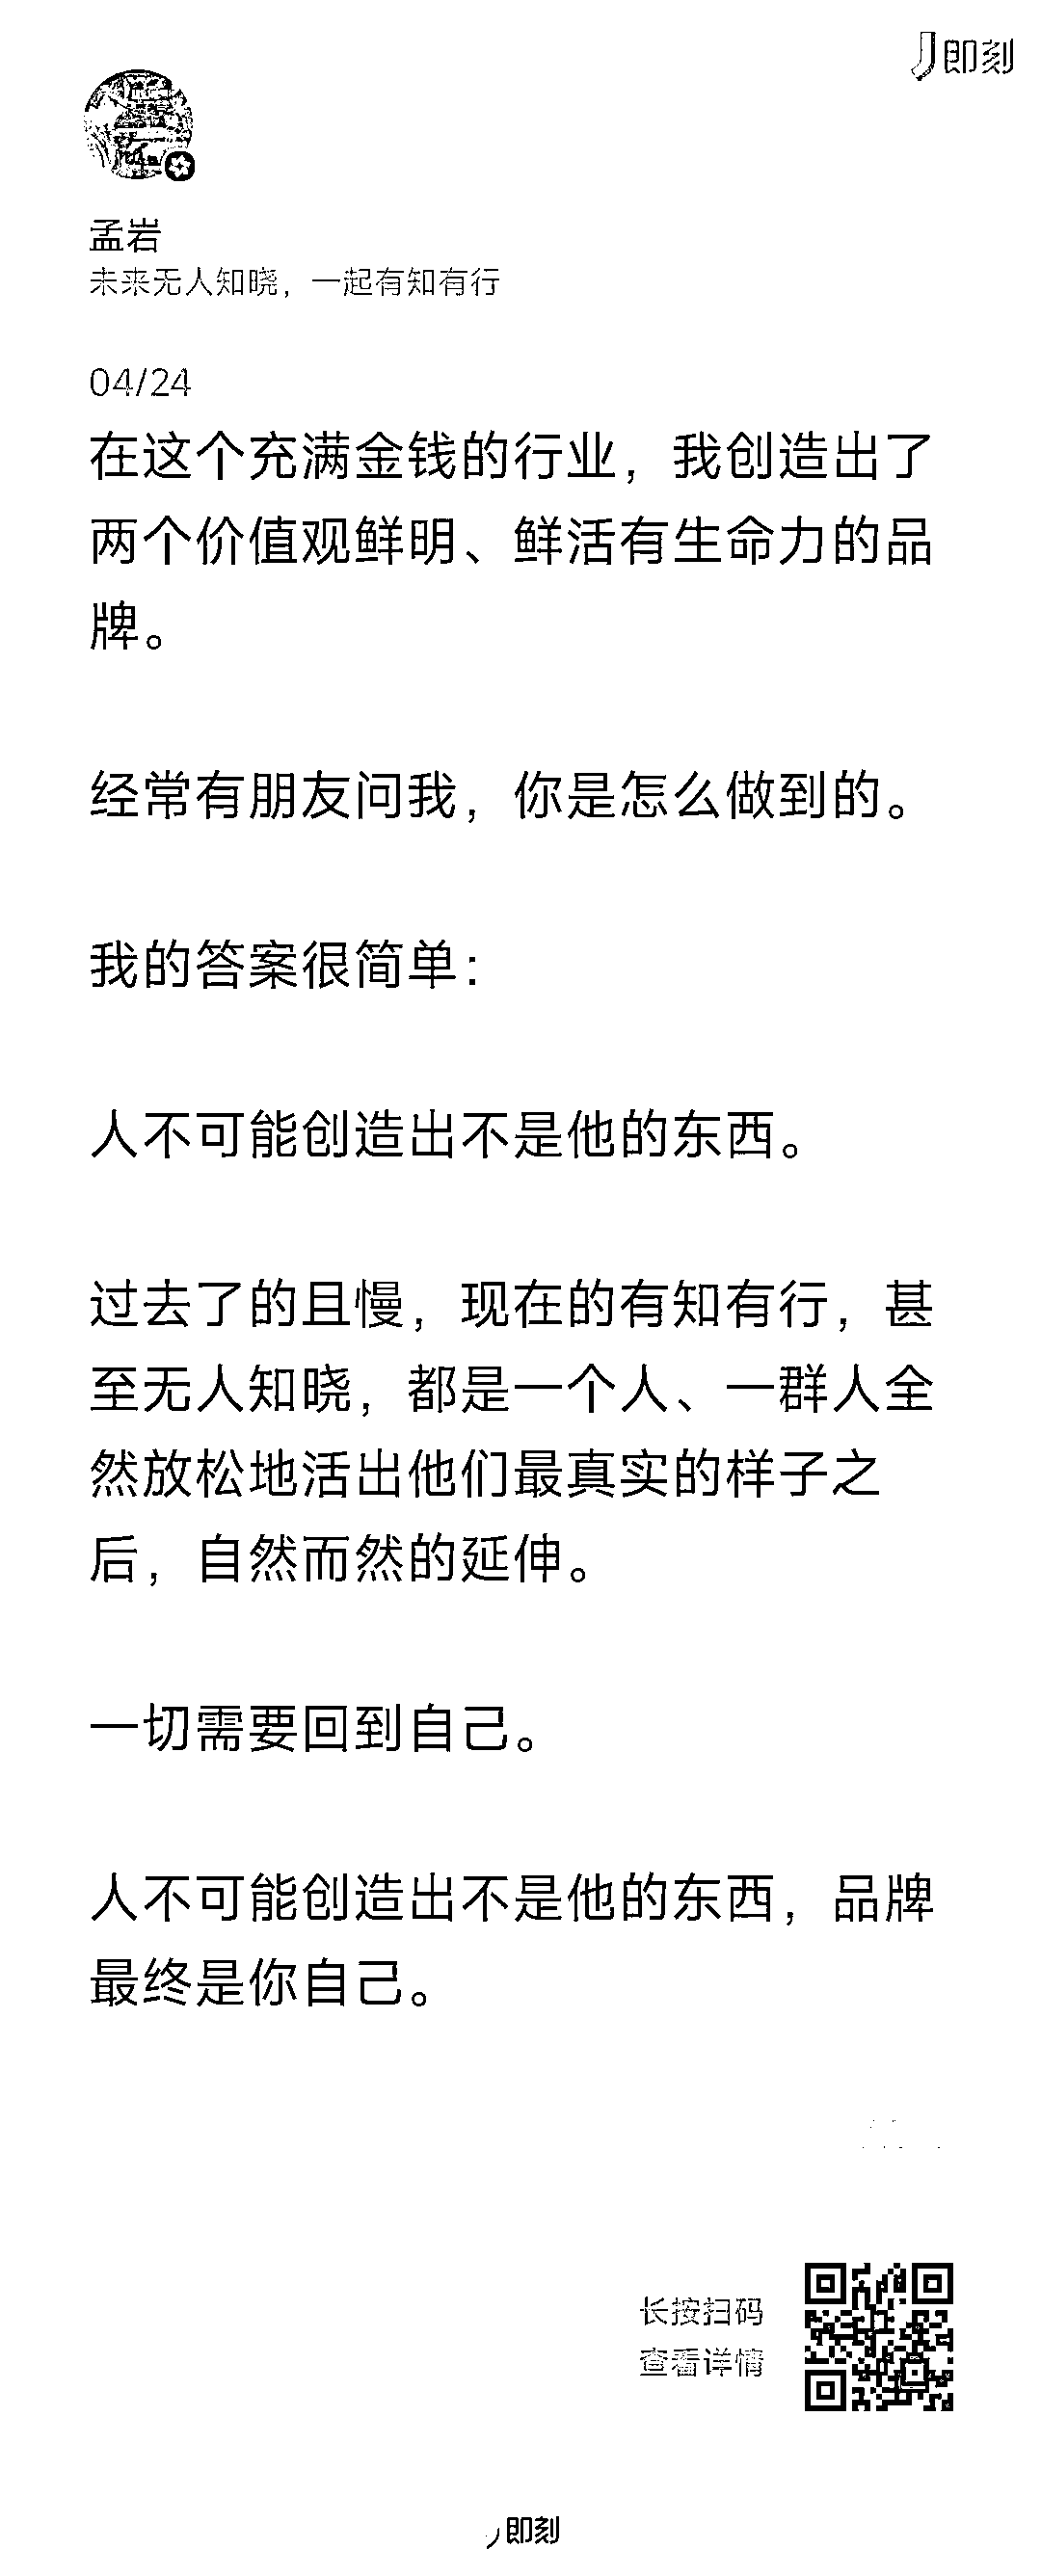 即刻
孟岩
未来无人知晓，一起有知有行
04/24
在这个充满金钱的行业，我创造出了
两个价值观鲜明、鲜活有生命力的品
牌。
经常有朋友问我，你是怎么做到的。
我的答案很简单：
人不可能创造出不是他的东西。
过去了的且慢，现在的有知有行，甚
至无人知晓，都是一个人、一群人全
然放松地活出他们最真实的样子之
后，自然而然的延伸。
一切需要回到自己。
人不可能创造出不是他的东西，品牌
最终是你自己。
长按扫码
查看详情
即刻